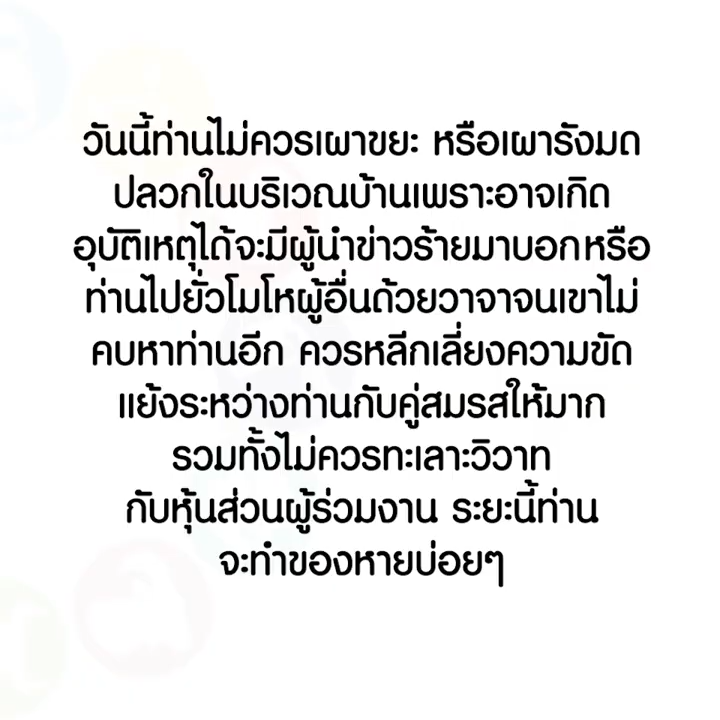 วันนี้ท่านไม่ควรเผาขยะ หรือเผารังมด
ปลวกในบริเวณบ้านเพราะอาจเกิด
อุบัติเหตุได้จะมีผู้นำข่าวร้ายมาบอกหรือ
ท่านไปยั่วโมโหผู้อื่นด้วยวาจาจนเขาไม่
คบหาท่านอีก ควรหลีกเลี่ยงความขัด
แย้งระหว่างท่านกับคู่สมรสให้มาก
รวมทั้งไม่ควรทะเลาะวิวาท
กับหุ้นส่วนผู้ร่วมงาน ระยะนี้ท่าน
จะทำของหายบ่อยๆ